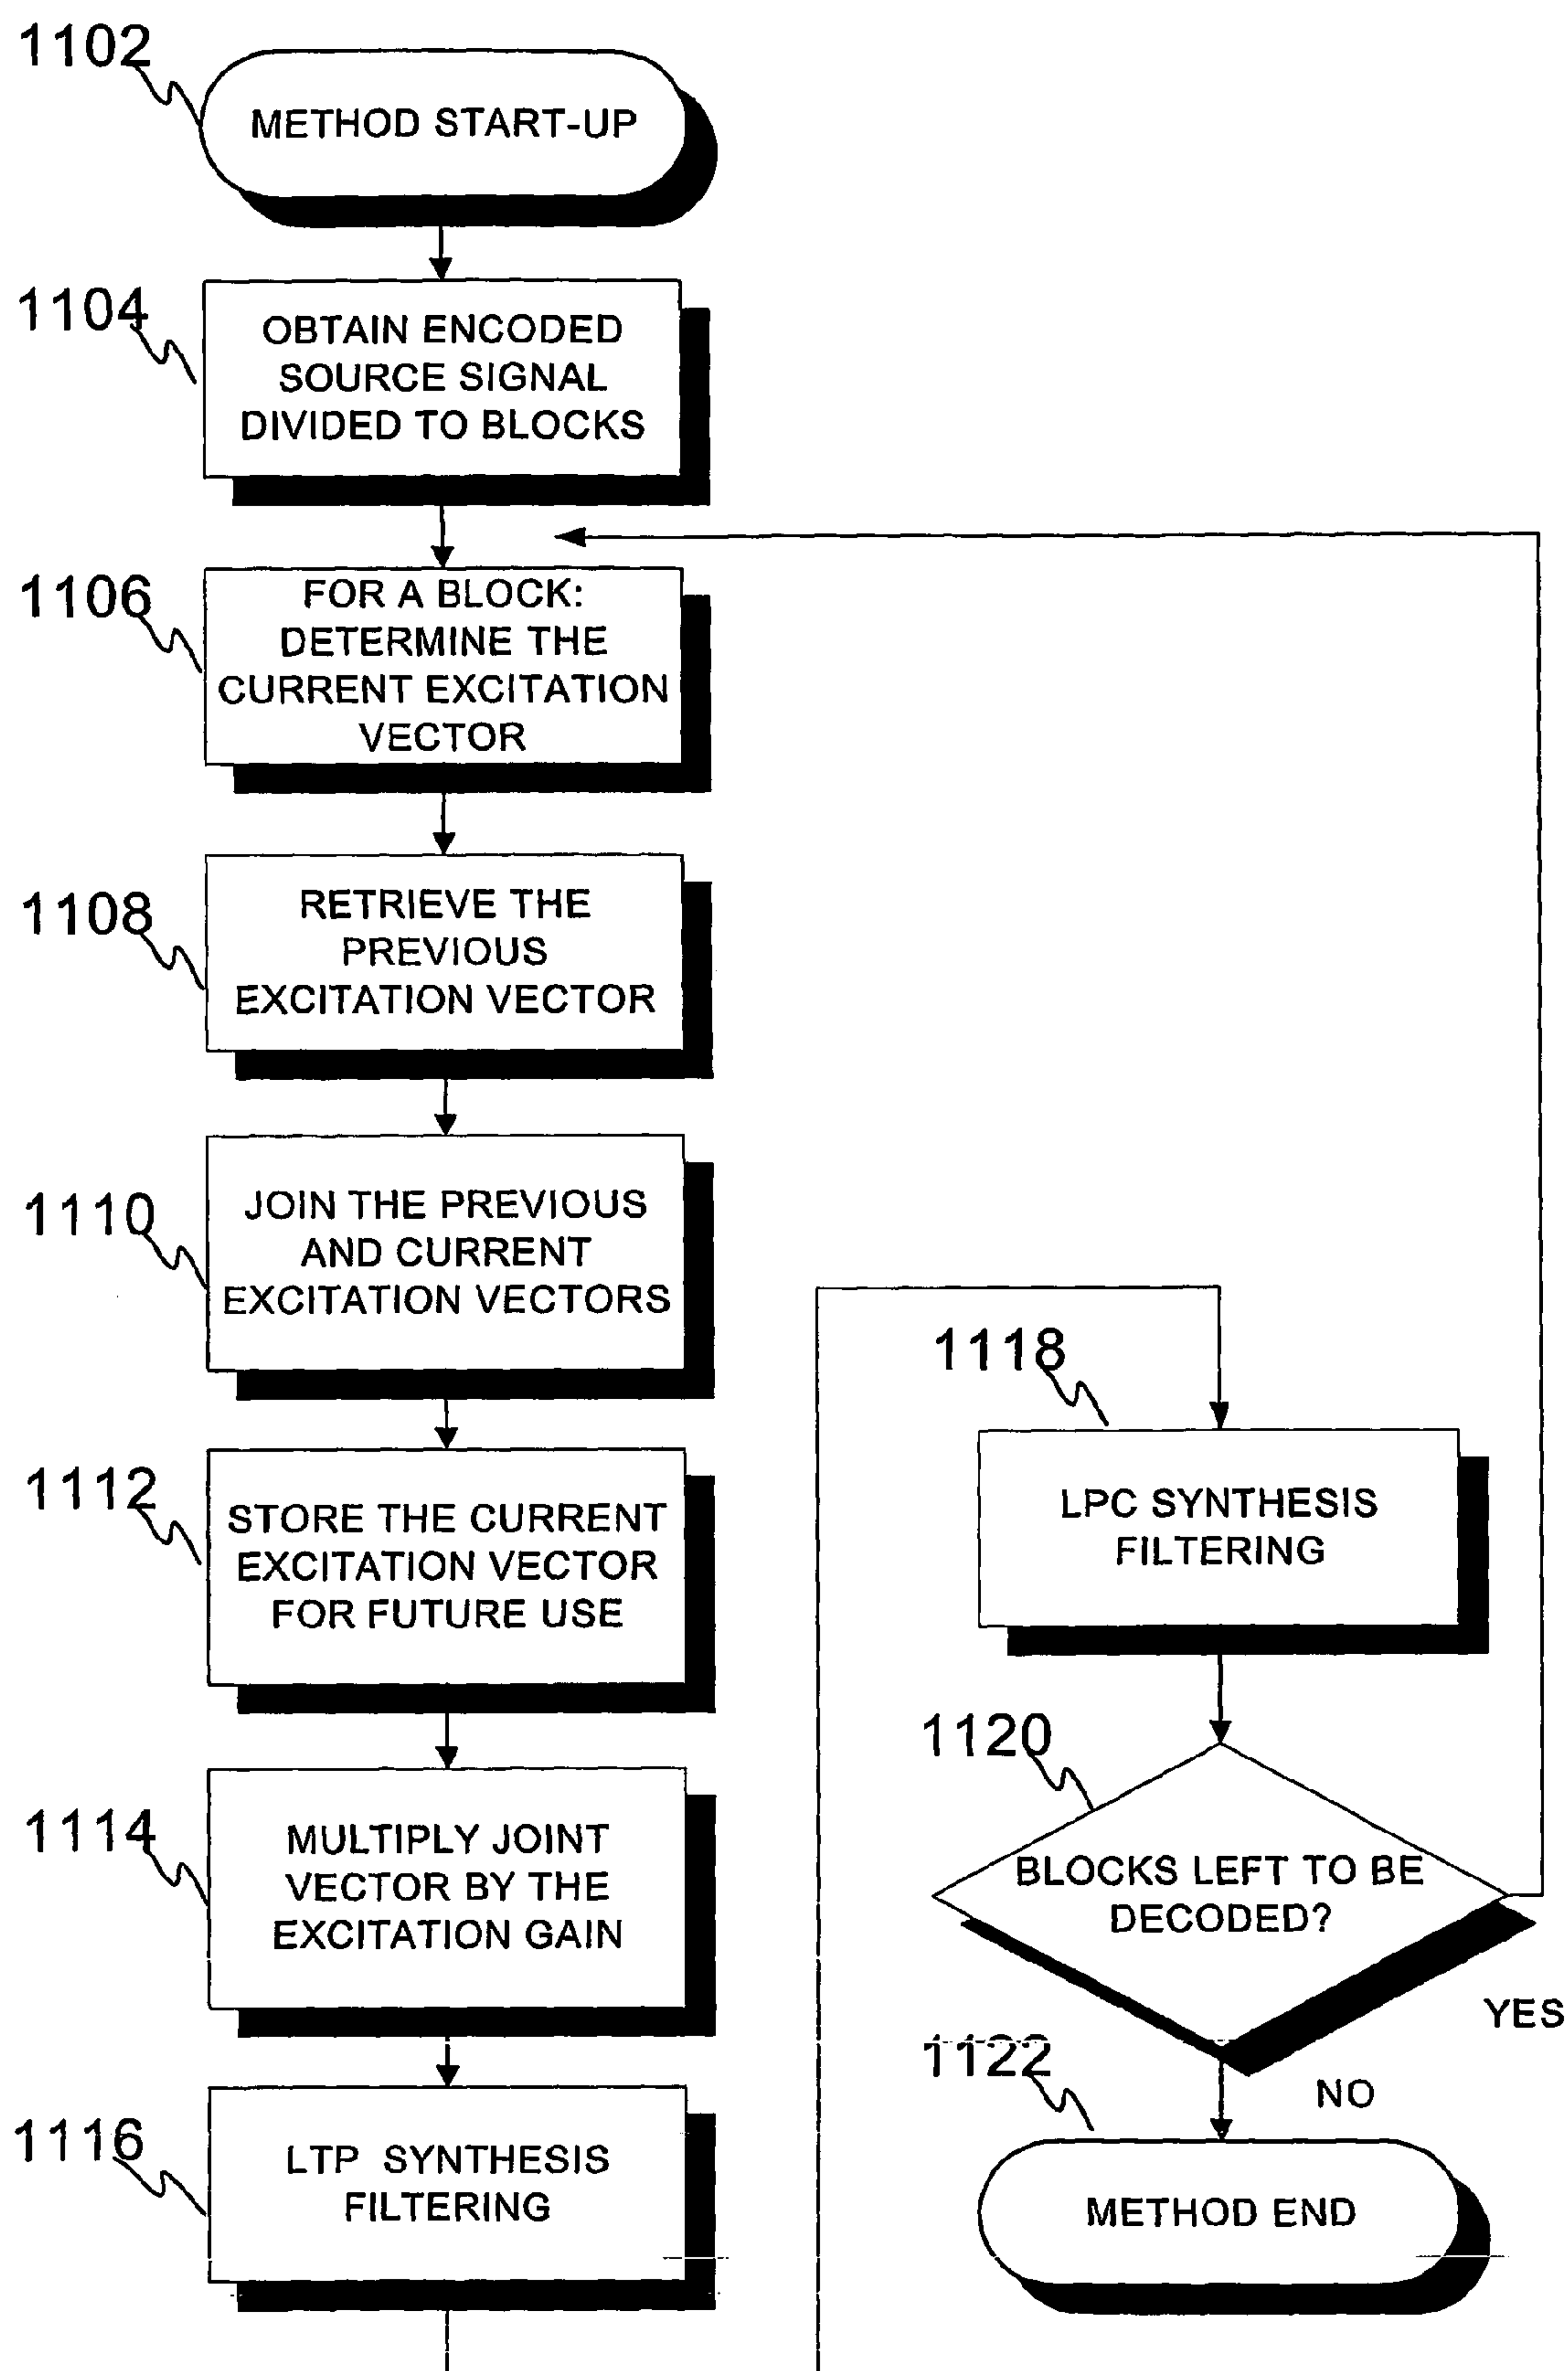 1102
METHOD START-UP
1104
OBTAIN ENCODED
SOURCE SIGNAL
DIVIDED TO BLOCKS
1106
FOR A BLOCK:
DETERMINE THE
CURRENT EXCITATION
VECTOR
1108
RETRIEVE THE
PREVIOUS
EXCITATION VECTOR
1110
JOIN THE PREVIOUS
AND CURRENT
EXCITATION VECTORS
1112
STORE THE CURRENT
EXCITATION VECTOR
FOR FUTURE USE
1114
MULTIPLY JOINT
VECTOR BY THE
EXCITATION GAIN
1116
LTP SYNTHESIS
FILTERING
1118
LPC SYNTHESIS
FILTERING
1120
BLOCKS LEFT TO BE
DECODED?
YES
NO
1122
METHOD END